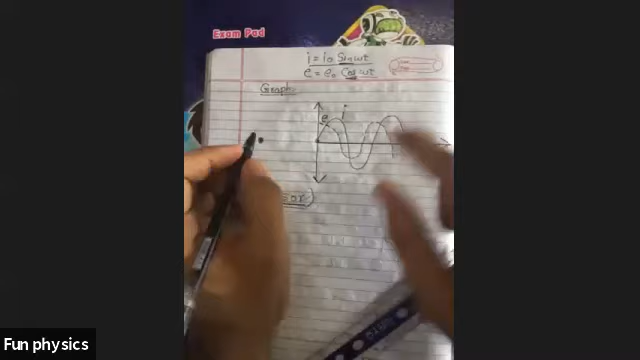 Exam Pad
i = i₀ Sinωt
e = e₀ Cosωt
Graph
e i
Fun physics